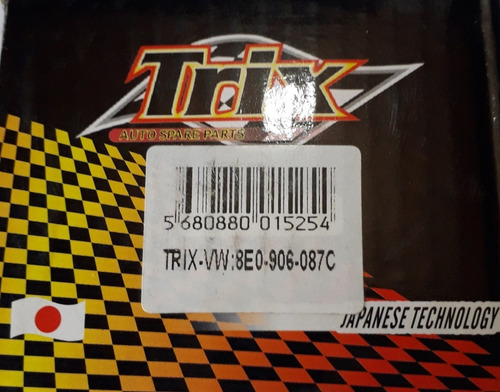 Trix
AUTO SPARE PARTS
5 680880 015254
TRIX-VW:8E0-906-087C
JAPANESE TECHNOLOGY